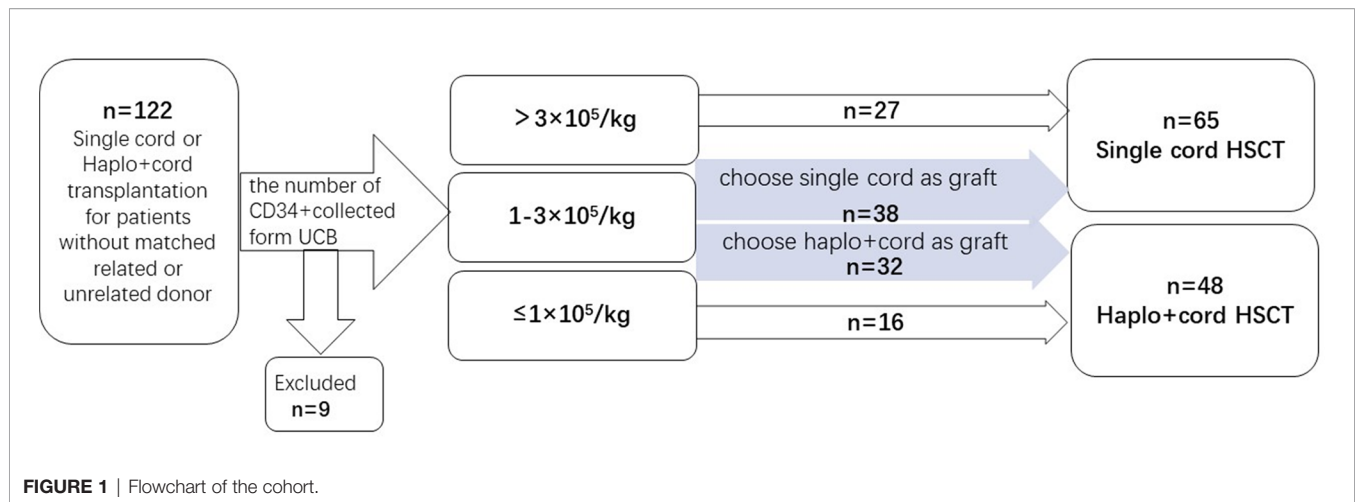 n=122
Single cord or
Haplo+cord
transplantation
for patients
without matched
related or
unrelated donor
the number of
CD34+collected
form UCB
Excluded
n=9
>3×10⁵/kg
1-3×10⁵/kg
≤1×10⁵/kg
n=27
choose single cord as graft
n=38
choose haplo+cord as graft
n=32
n=16
n=65
Single cord HSCT
n=48
Haplo+cord HSCT
FIGURE 1 | Flowchart of the cohort.